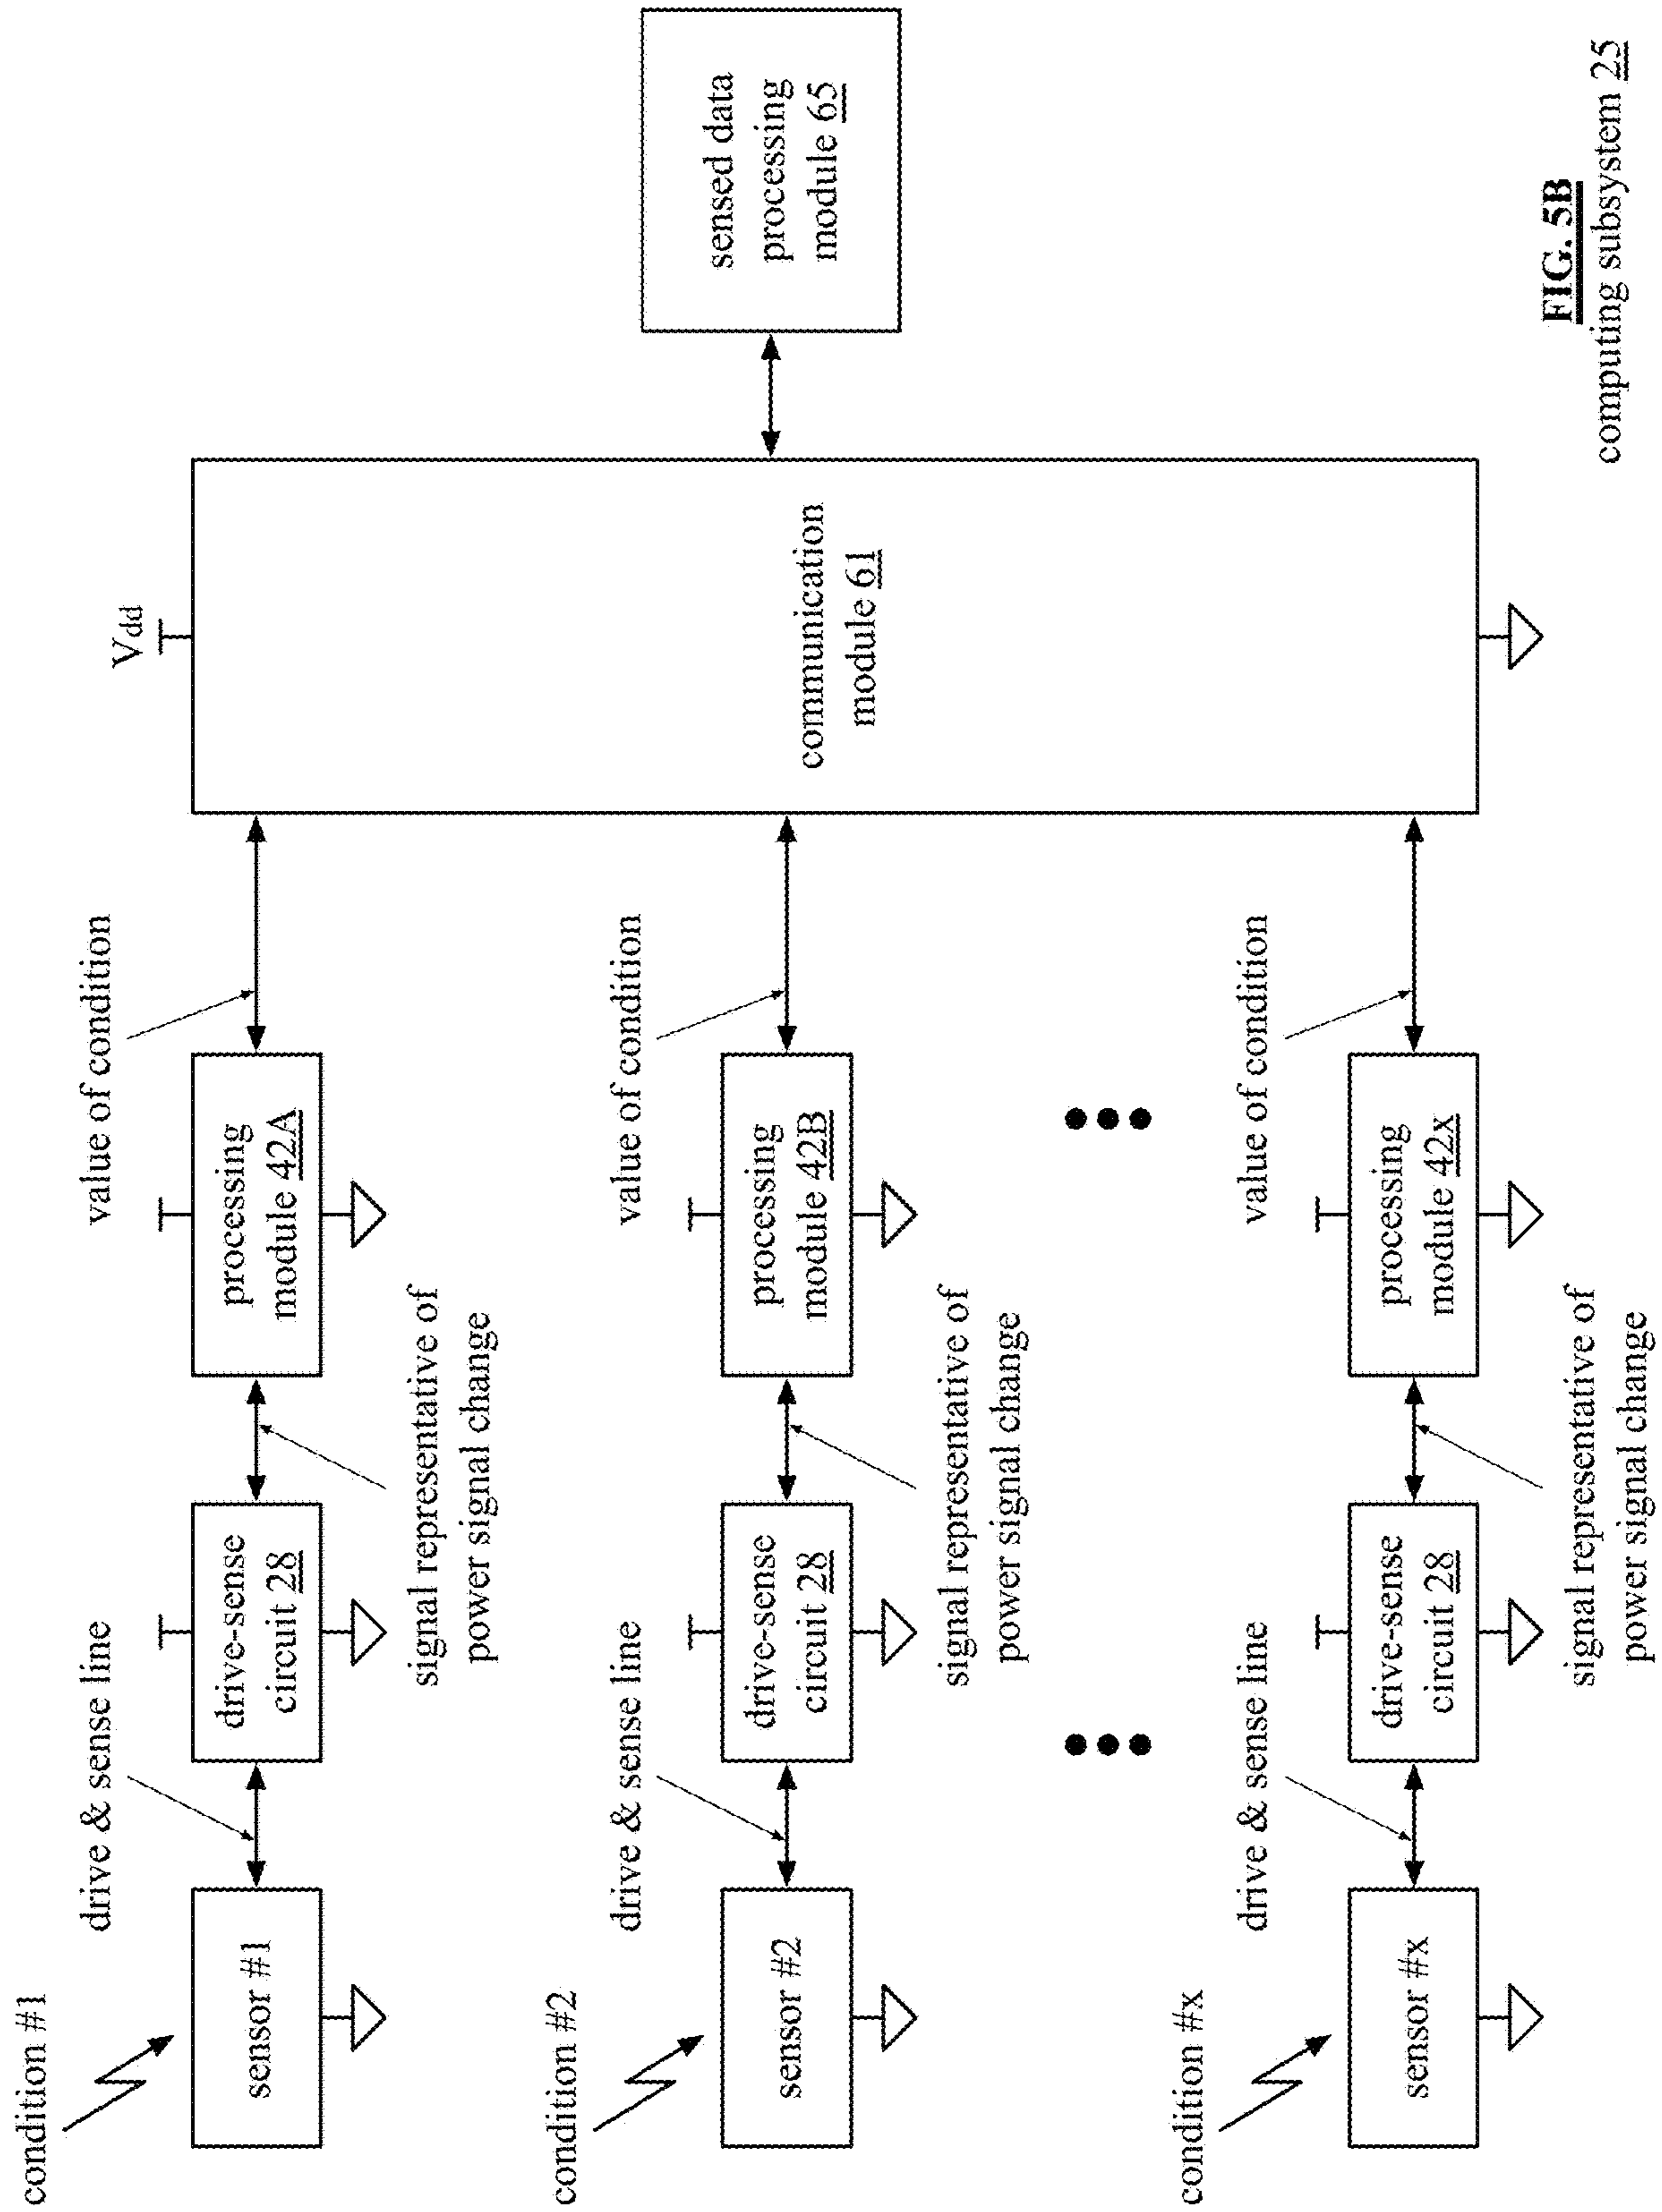 condition #1
drive & sense line
value of condition
Vdd
sensor #1
drive-sense
circuit 28
processing
module 42A
signal representative of
power signal change
condition #2
drive & sense line
value of condition
sensor #2
drive-sense
circuit 28
processing
module 42B
signal representative of
power signal change
communication
module 61
sensed data
processing
module 65
condition #x
drive & sense line
value of condition
sensor #x
drive-sense
circuit 28
processing
module 42x
signal representative of
power signal change
FIG. 5B
computing subsystem 25